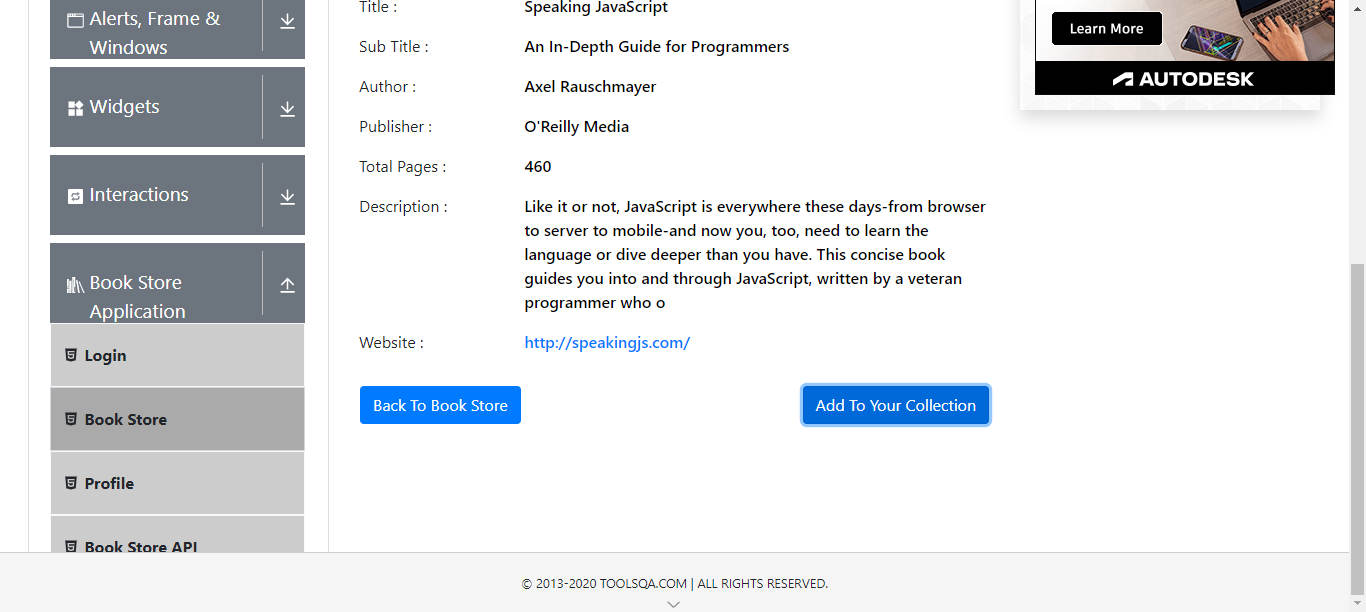 Alerts, Frame &
Windows
Widgets
Interactions
Book Store
Application
Login
Book Store
Profile
Book Store API
Title :
Speaking JavaScript
Sub Title :
An In-Depth Guide for Programmers
Author :
Axel Rauschmayer
Publisher :
O'Reilly Media
Total Pages :
460
Description :
Like it or not, JavaScript is everywhere these days-from browser
to server to mobile-and now you, too, need to learn the
language or dive deeper than you have. This concise book
guides you into and through JavaScript, written by a veteran
programmer who o
Website :
http://speakingjs.com/
Back To Book Store
Add To Your Collection
Learn More
AUTODESK
© 2013-2020 TOOLSQA.COM | ALL RIGHTS RESERVED.